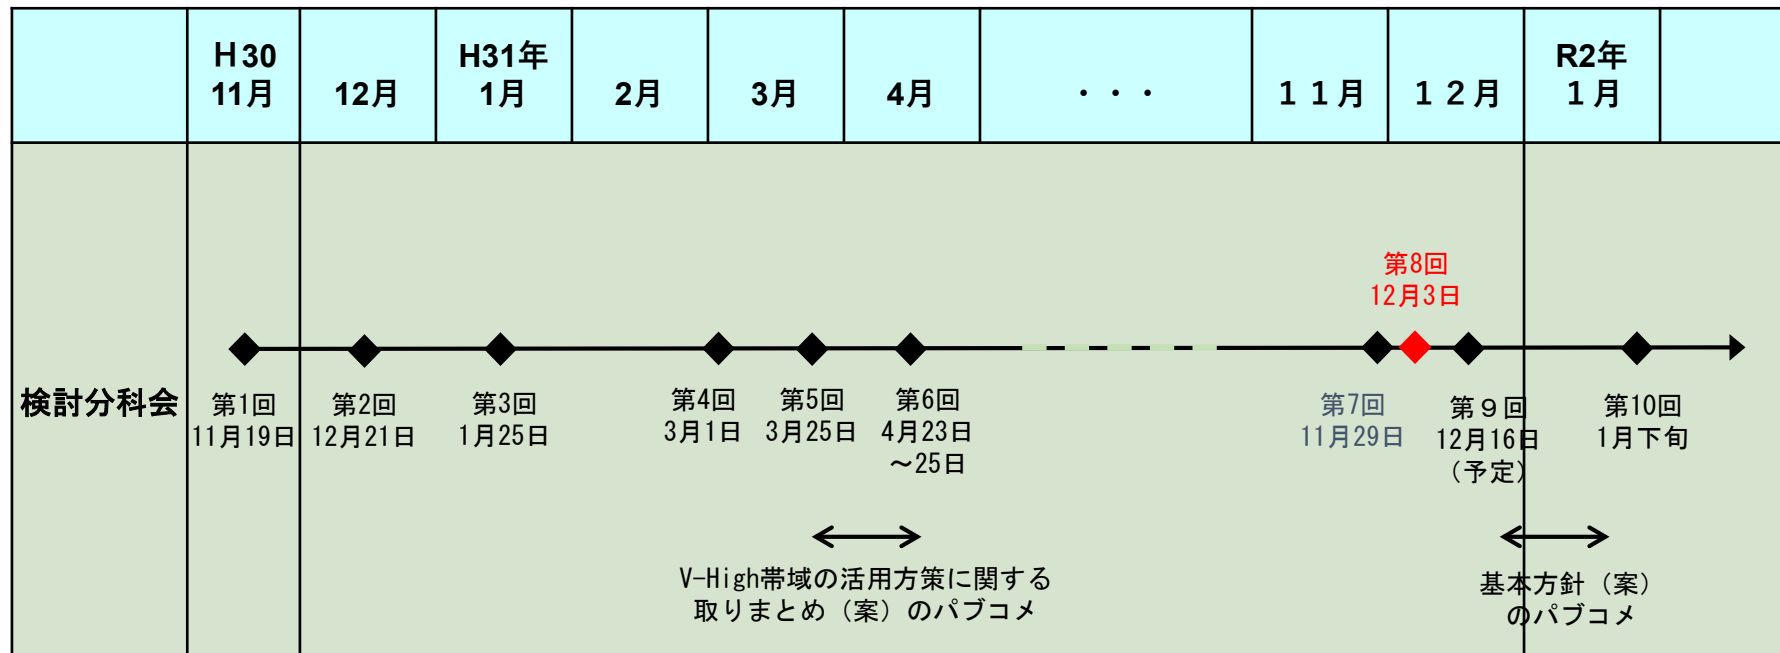 Ｈ30
11月
12月
H31年
1月
2月
3月
4月
・・・
１１月
１２月
R2年
１月
検討分科会
第1回
11月19日
第2回
12月21日
第3回
1月25日
第4回
3月1日
第5回
3月25日
第6回
4月23日
～25日
第7回
11月29日
第8回
12月3日
第９回
12月16日
（予定）
第10回
1月下旬
V-High帯域の活用方策に関する
取りまとめ（案）のパブコメ
基本方針（案）
のパブコメ